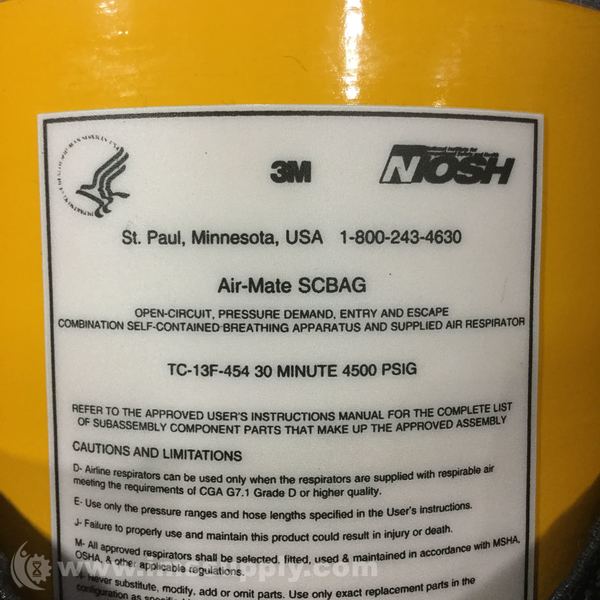 3M
NIOSH
St. Paul, Minnesota, USA 1-800-243-4630
Air-Mate SCBAG
OPEN-CIRCUIT, PRESSURE DEMAND, ENTRY AND ESCAPE
COMBINATION SELF-CONTAINED BREATHING APPARATUS AND SUPPLIED AIR RESPIRATOR
TC-13F-454 30 MINUTE 4500 PSIG
REFER TO THE APPROVED USER'S INSTRUCTIONS MANUAL FOR THE COMPLETE LIST
OF SUBASSEMBLY COMPONENT PARTS THAT MAKE UP THE APPROVED ASSEMBLY
CAUTIONS AND LIMITATIONS
D- Airline respirators can be used only when the respirators are supplied with respirable air
meeting the requirements of CGA G7.1 Grade D or higher quality.
E- Use only the pressure ranges and hose lengths specified in the User's instructions.
J- Failure to properly use and maintain this product could result in injury or death.
M- All approved respirators shall be selected, fitted, used & maintained in accordance with MSHA,
OSHA, & other applicable regulations.
Never substitute, modify, add or omit parts. Use only exact replacement parts in the
configuration as